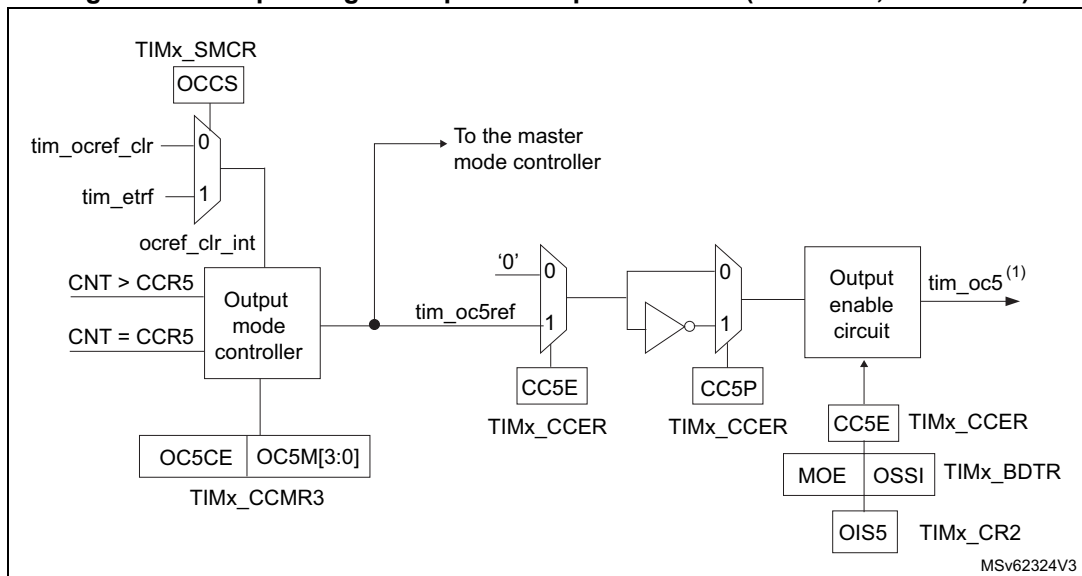 TIMx_SMCR
OCCS
To the master
mode controller
tim_ocref_clr
0
tim_etrf
1
ocref_clr_int
CNT > CCR5
CNT = CCR5
Output
mode
controller
tim_oc5ref
‘0’
0
1
0
1
Output
enable
circuit
tim_oc5 (1)
CC5E
TIMx_CCER
CC5P
TIMx_CCER
CC5E
TIMx_CCER
MOE
OSSI
TIMx_BDTR
OIS5
TIMx_CR2
OC5CE
OC5M[3:0]
TIMx_CCMR3
MSv62324V3